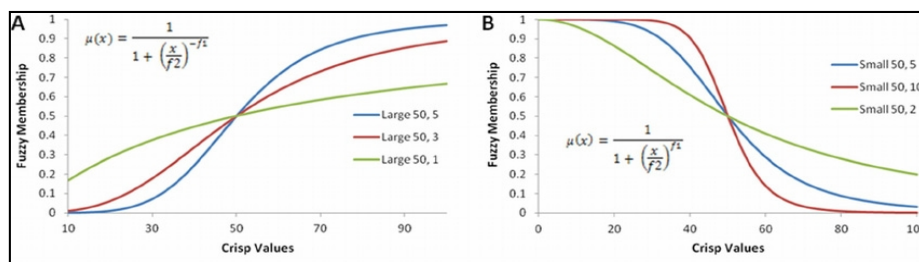 A
μ(x) = 1 / (1 + (x/f2)^-f1)
Fuzzy Membership
1
0.9
0.8
0.7
0.6
0.5
0.4
0.3
0.2
0.1
0
10 30 50 70 90
Crisp Values
Large 50, 5
Large 50, 3
Large 50, 1
B
Fuzzy Membership
1
0.9
0.8
0.7
0.6
0.5
0.4
0.3
0.2
0.1
0
0 20 40 60 80 100
Crisp Values
Small 50, 5
Small 50, 10
Small 50, 2
μ(x) = 1 / (1 + (x/f2)^f1)